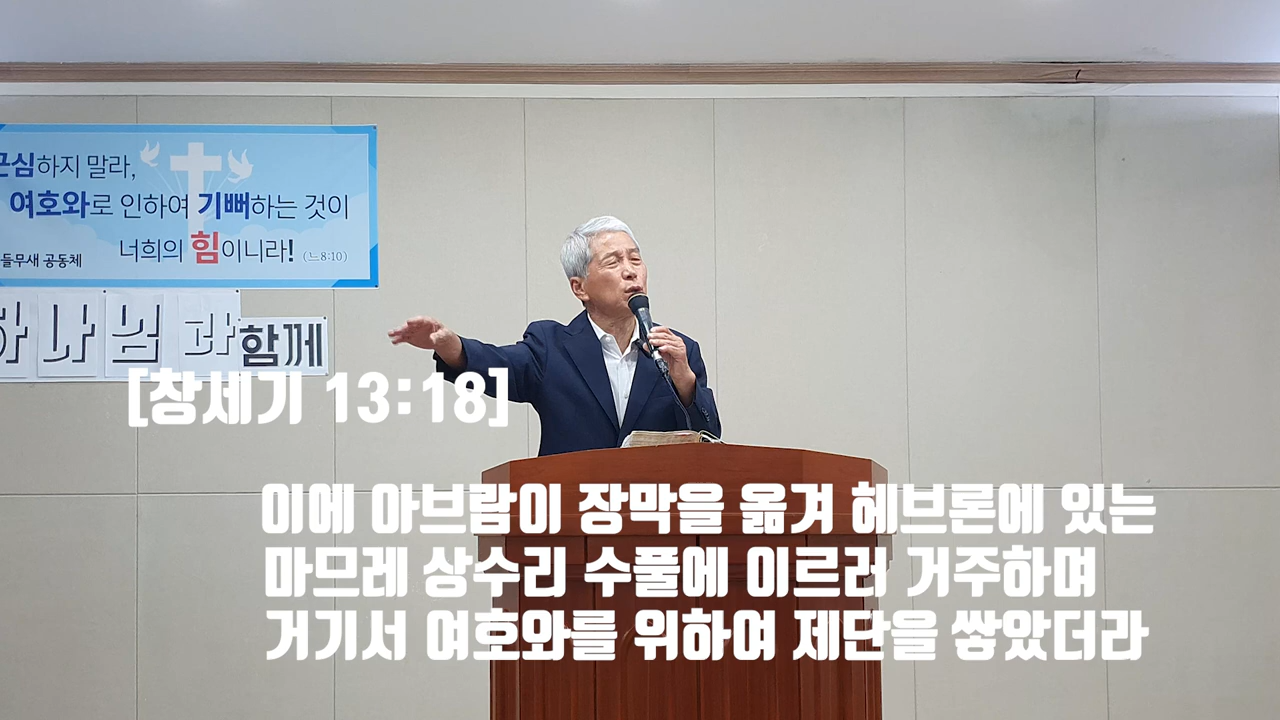 근심하지 말라,
여호와로 인하여 기뻐하는 것이
너희의 힘이니라! (느8:10)
들무새 공동체
하나님과 함께
[창세기 13:18]
이에 아브람이 장막을 옮겨 헤브론에 있는
마므레 상수리 수풀에 이르러 거주하며
거기서 여호와를 위하여 제단을 쌓았더라